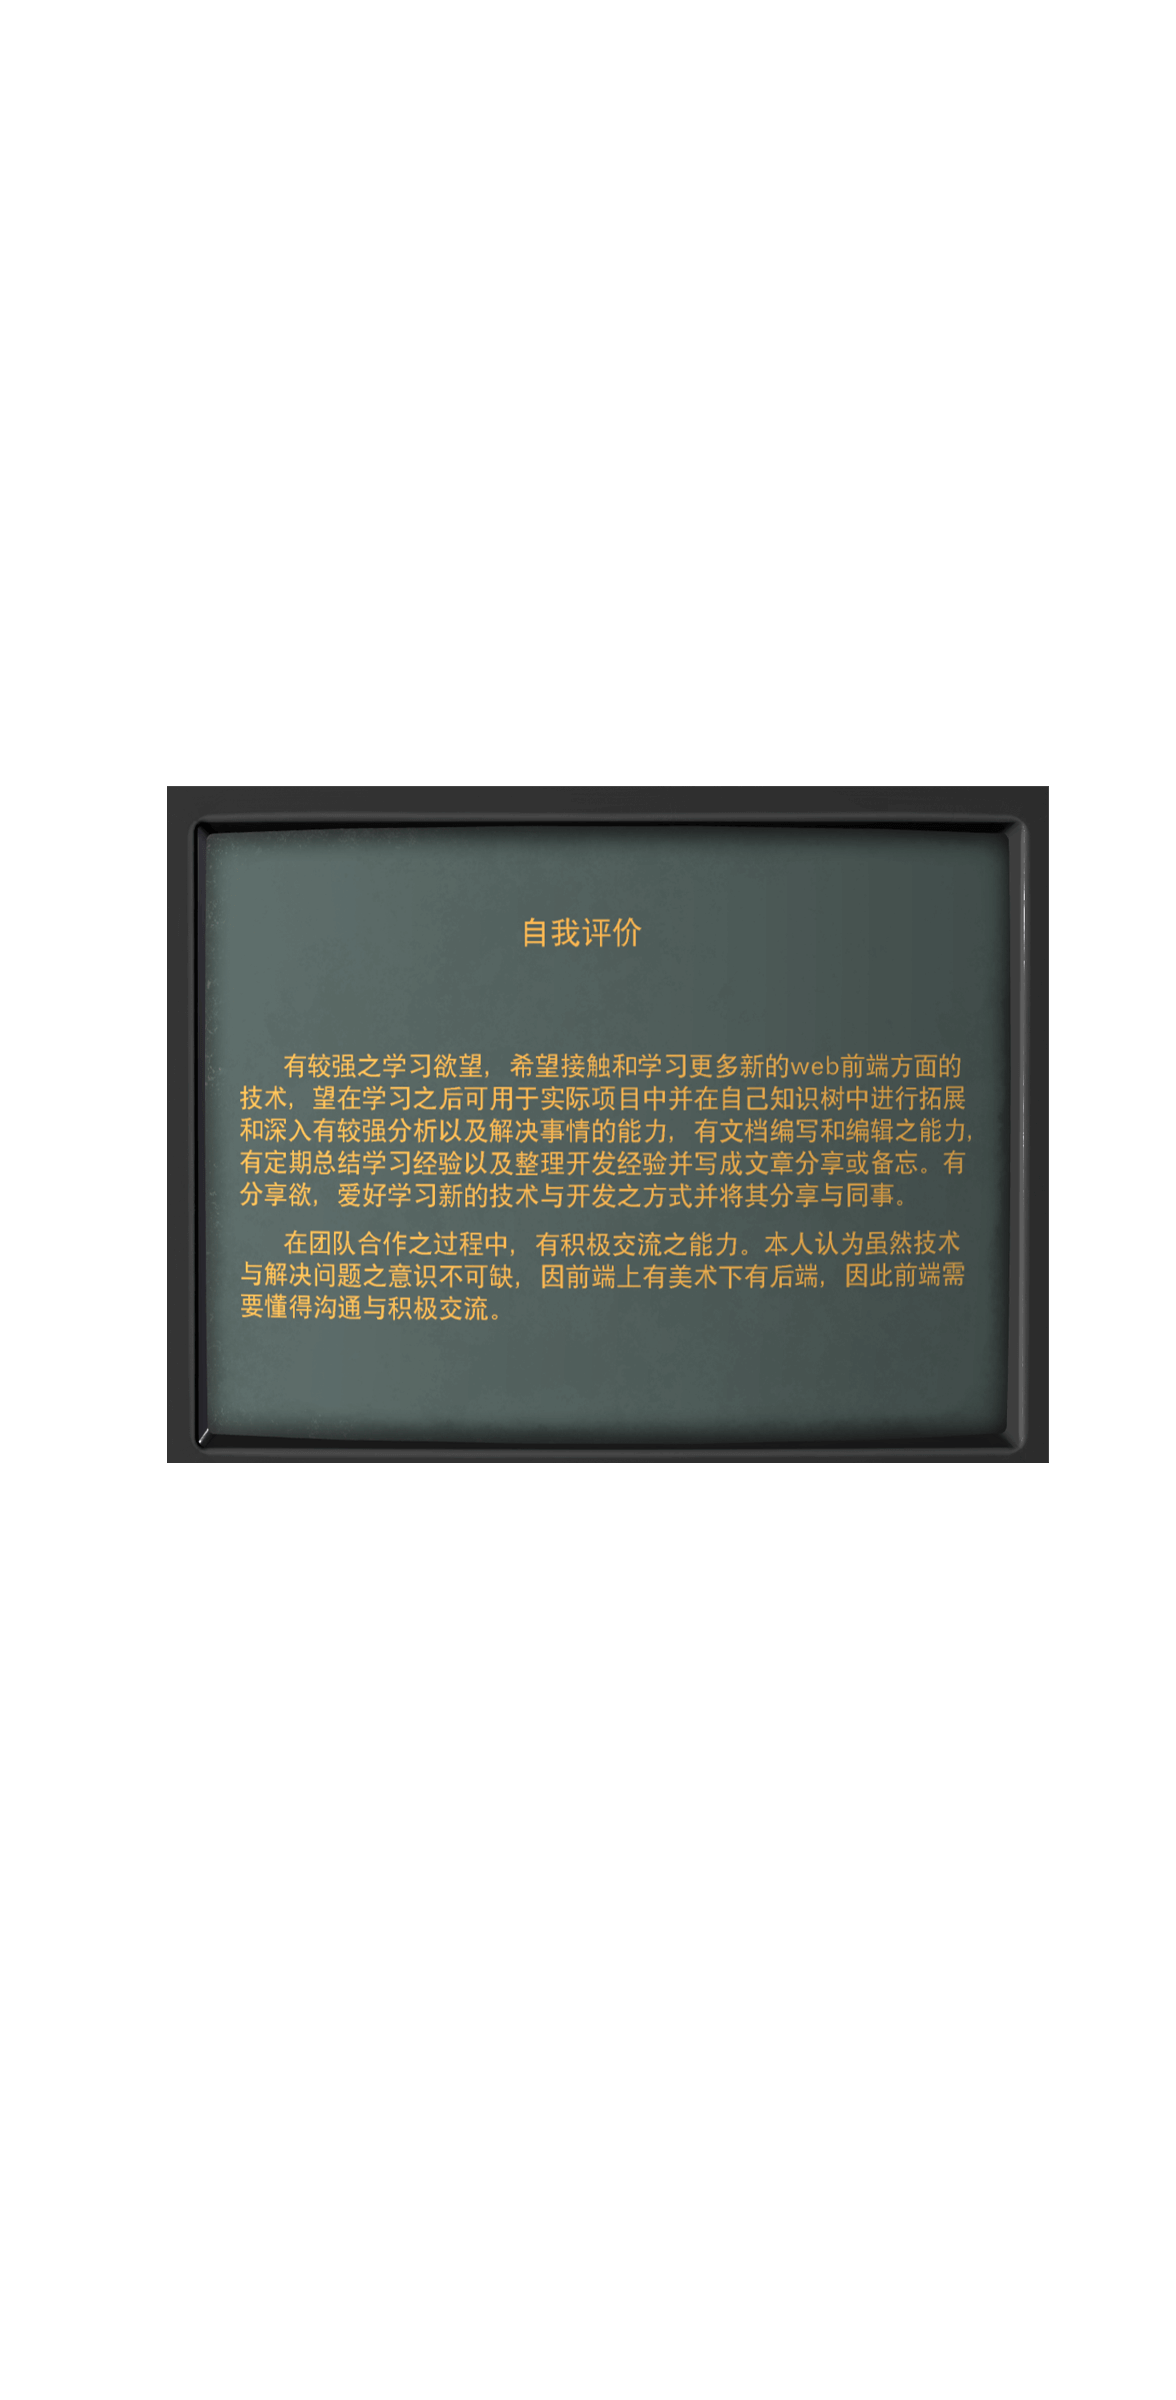 自我评价
有较强之学习欲望，希望接触和学习更多新的web前端方面的
技术，望在学习之后可用于实际项目中并在自己知识树中进行拓展
和深入有较强分析以及解决事情的能力，有文档编写和编辑之能力，
有定期总结学习经验以及整理开发经验并写成文章分享或备忘。有
分享欲，爱好学习新的技术与开发之方式并将其分享与同事。
在团队合作之过程中，有积极交流之能力。本人认为虽然技术
与解决问题之意识不可缺，因前端上有美术下有后端，因此前端需
要懂得沟通与积极交流。